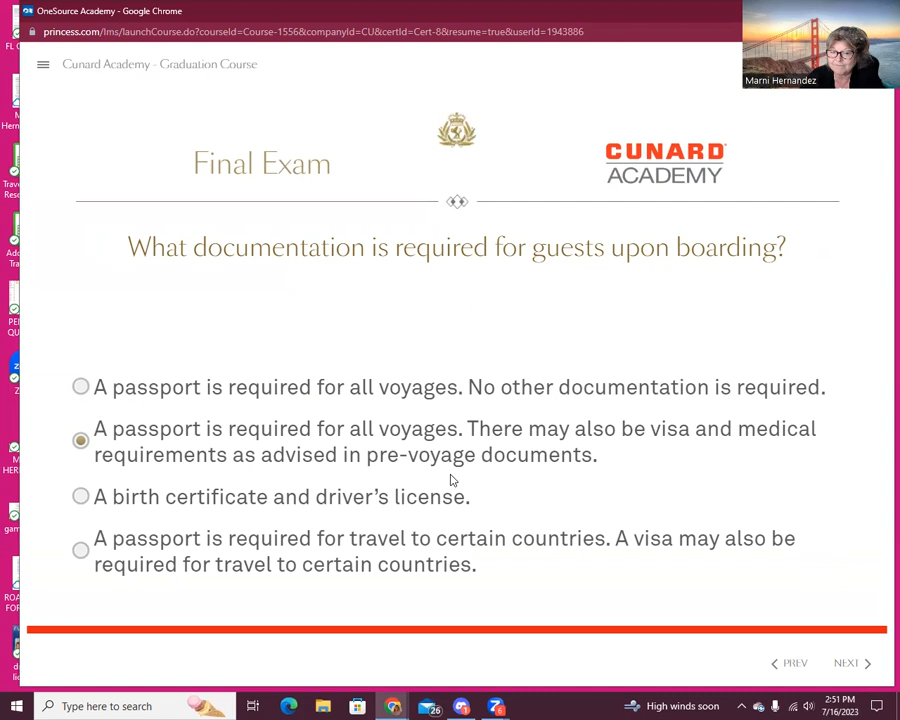 OneSource Academy - Google Chrome
princess.com/lms/launchCourse.do?courseId=Course-1556&companyId=CU&certId=Cert-8&resume=true&userId=1943886
Marni Hernandez
Cunard Academy - Graduation Course
Final Exam
CUNARD
ACADEMY
What documentation is required for guests upon boarding?
A passport is required for all voyages. No other documentation is required.
A passport is required for all voyages. There may also be visa and medical
requirements as advised in pre-voyage documents.
A birth certificate and driver's license.
A passport is required for travel to certain countries. A visa may also be
required for travel to certain countries.
PREV
NEXT
Type here to search
26
6
High winds soon
2:51 PM
7/16/2023